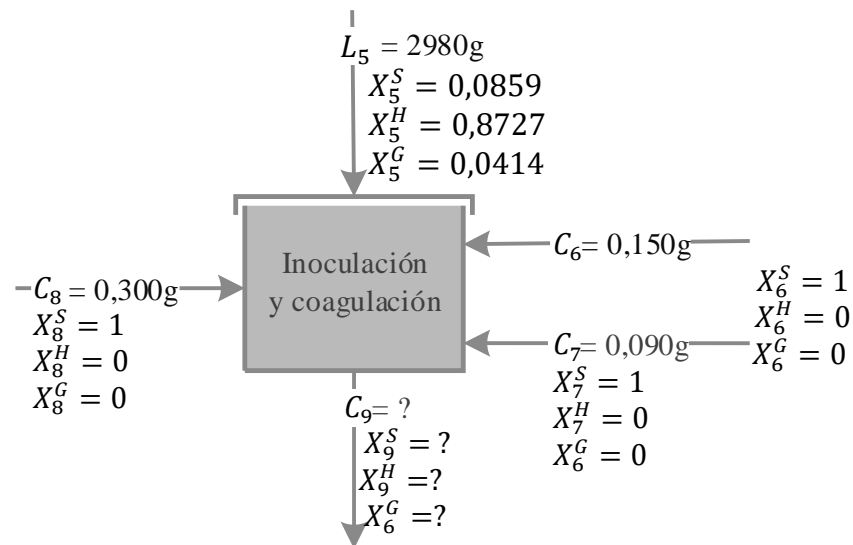 L₅ = 2980g
X₅ˢ = 0,0859
X₅ᴴ = 0,8727
X₅ᴳ = 0,0414
Inoculación
y coagulación
C₈ = 0,300g
X₈ˢ = 1
X₈ᴴ = 0
X₈ᴳ = 0
C₆= 0,150g
X₆ˢ = 1
X₆ᴴ = 0
X₆ᴳ = 0
C₇= 0,090g
X₇ˢ = 1
X₇ᴴ = 0
X₆ᴳ = 0
C₉= ?
X₉ˢ =?
X₉ᴴ =?
X₆ᴳ =?